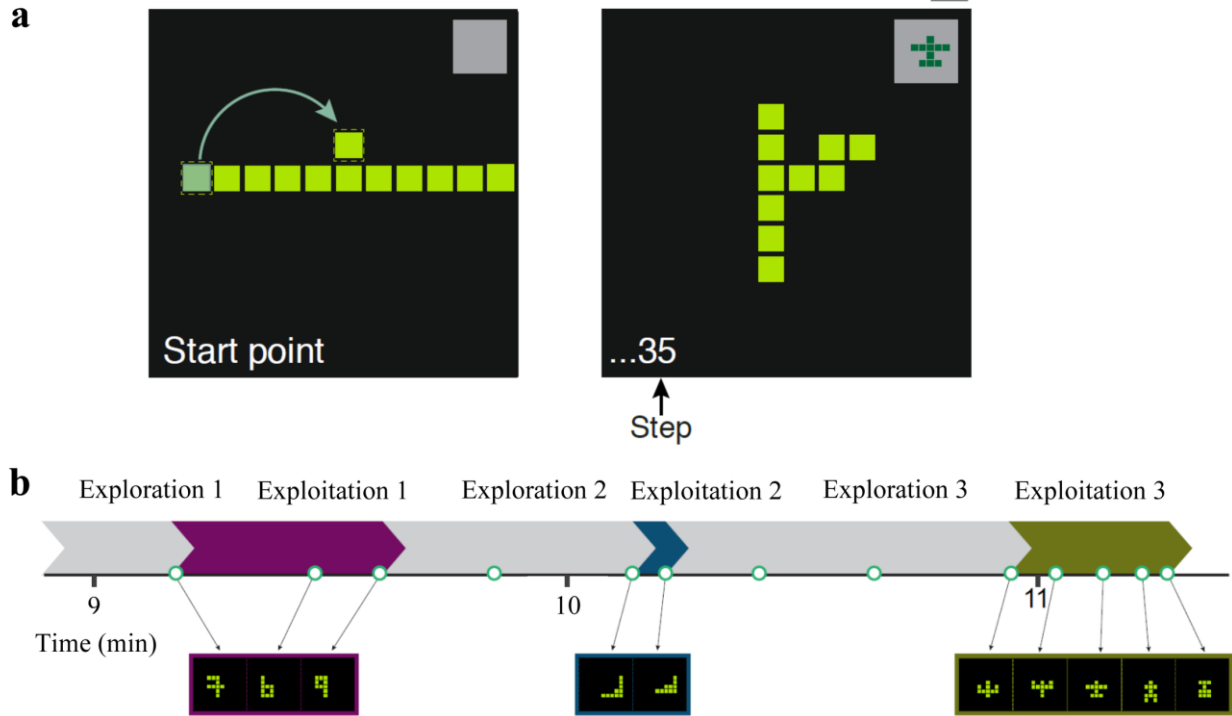 a
Start point
...35
Step
b
Exploration 1 Exploitation 1 Exploration 2 Exploitation 2 Exploration 3 Exploitation 3
9 10 11
Time (min)